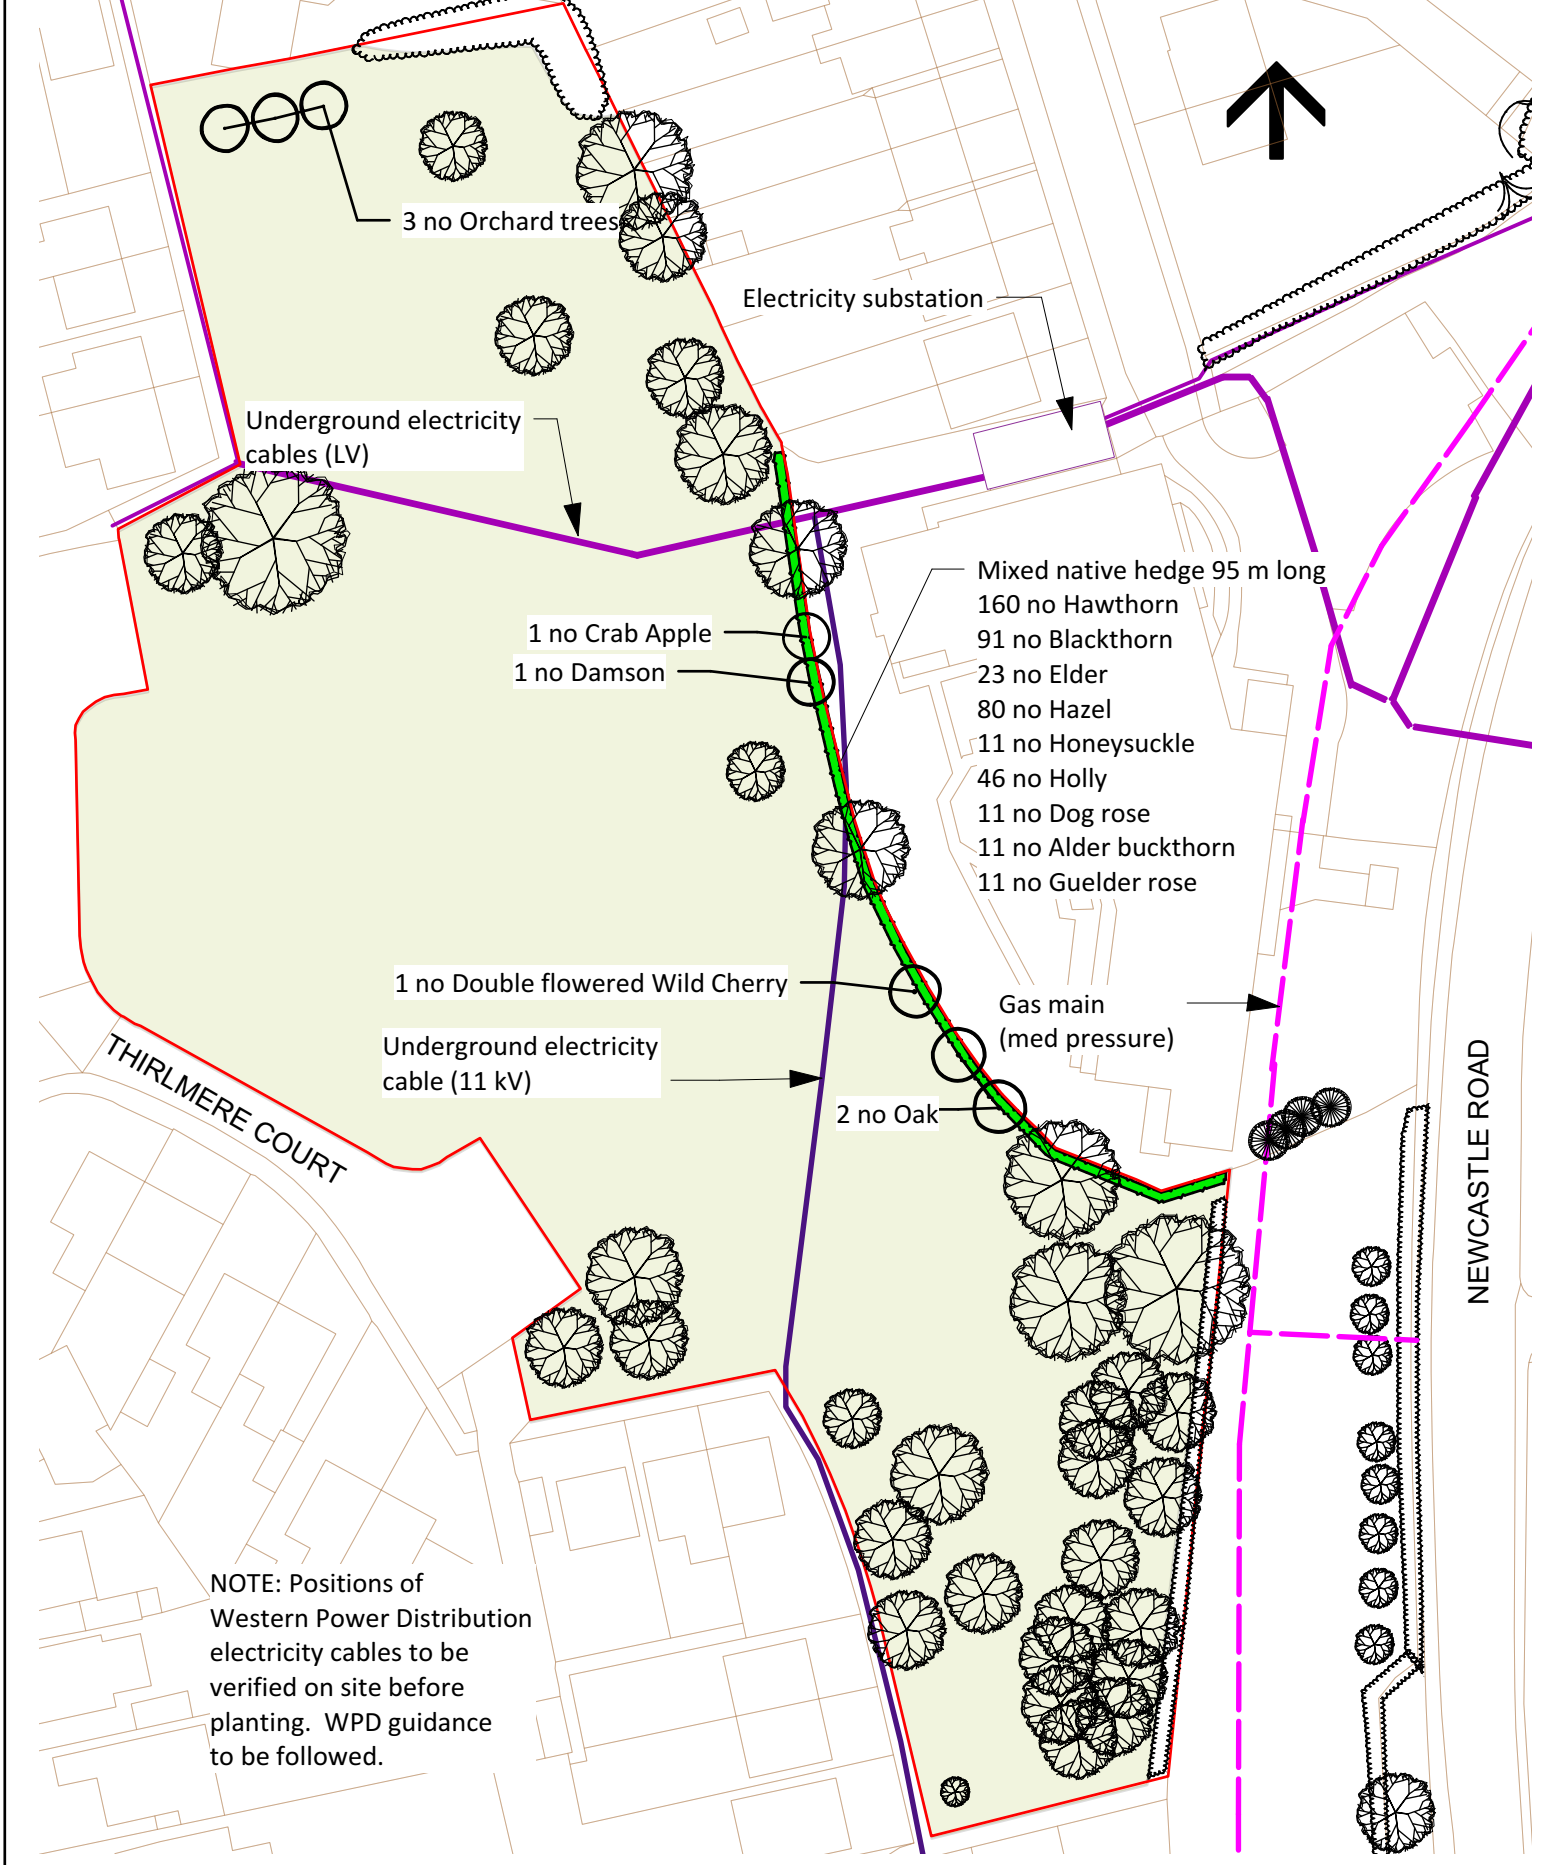 3 no Orchard trees
Electricity substation
Underground electricity
cables (LV)
Mixed native hedge 95 m long
160 no Hawthorn
91 no Blackthorn
23 no Elder
80 no Hazel
11 no Honeysuckle
46 no Holly
11 no Dog rose
11 no Alder buckthorn
11 no Guelder rose
1 no Crab Apple
1 no Damson
1 no Double flowered Wild Cherry
Gas main
(med pressure)
Underground electricity
cable (11 kV)
2 no Oak
THIRLMERE COURT
NEWCASTLE ROAD
NOTE: Positions of
Western Power Distribution
electricity cables to be
verified on site before
planting.  WPD guidance
to be followed.